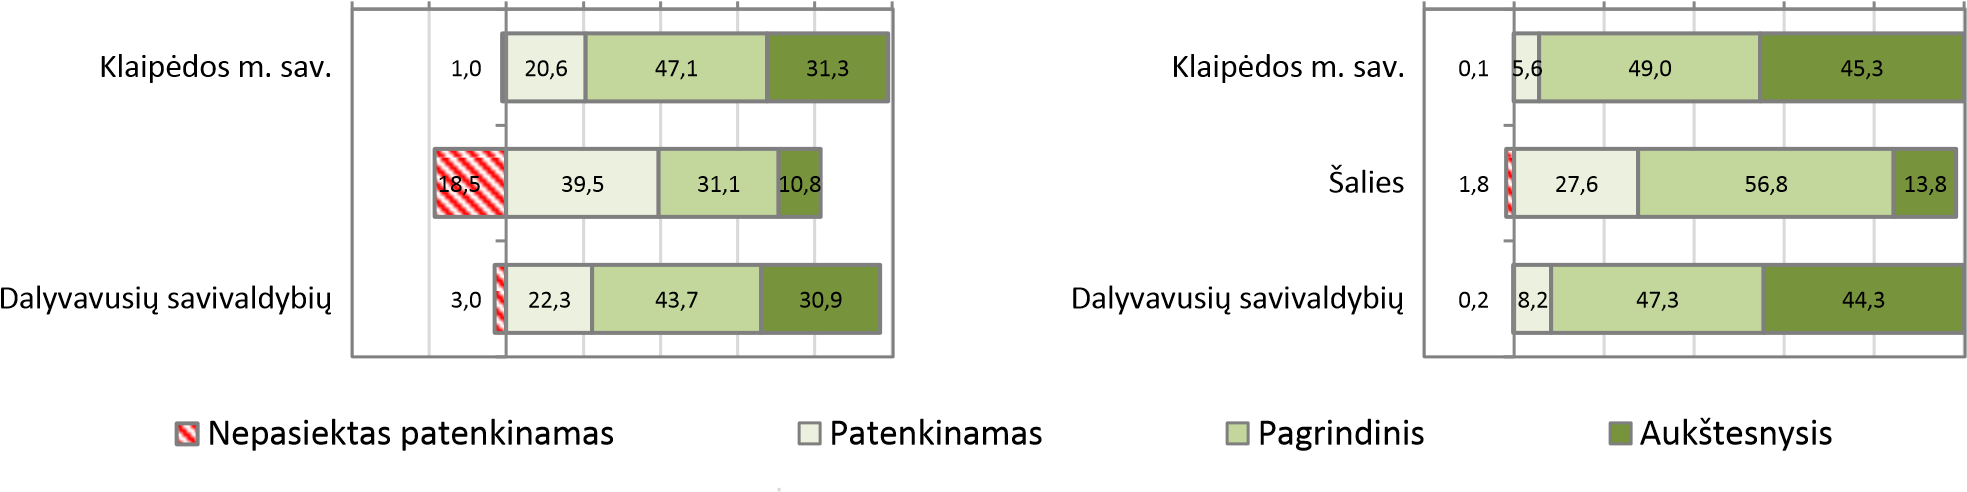 Klaipėdos m. sav. 1,0 20,6 47,1 31,3
18,5 39,5 31,1 10,8
Dalyvavusių savivaldybių 3,0 22,3 43,7 30,9
Klaipėdos m. sav. 0,1 5,6 49,0 45,3
Šalies 1,8 27,6 56,8 13,8
Dalyvavusių savivaldybių 0,2 8,2 47,3 44,3
Nepasiektas patenkinamas Patenkinamas Pagrindinis Aukštesnysis